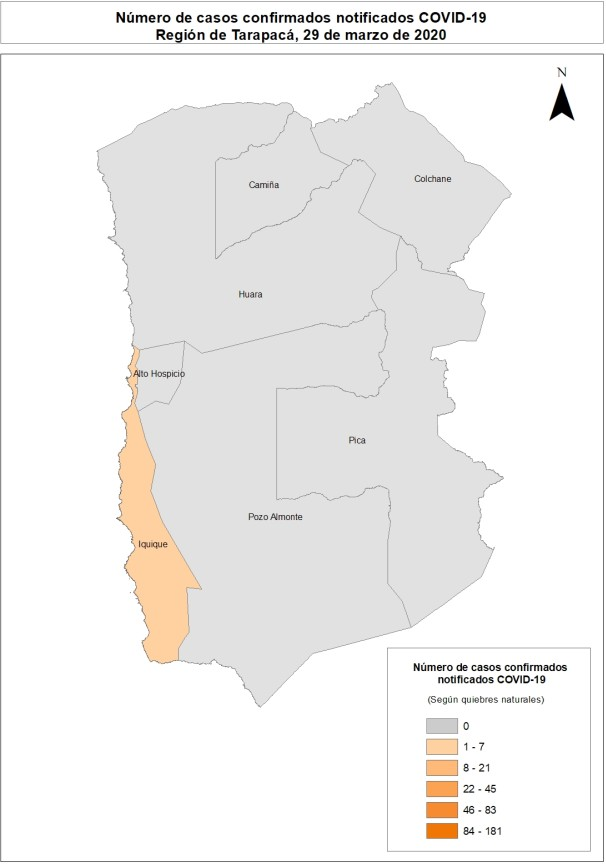 Número de casos confirmados notificados COVID-19
Región de Tarapacá, 29 de marzo de 2020
N
Camiña
Colchane
Huara
Alto Hospicio
Pica
Pozo Almonte
Iquique
Número de casos confirmados
notificados COVID-19
(Según quiebres naturales)
0
1 - 7
8 - 21
22 - 45
46 - 83
84 - 181